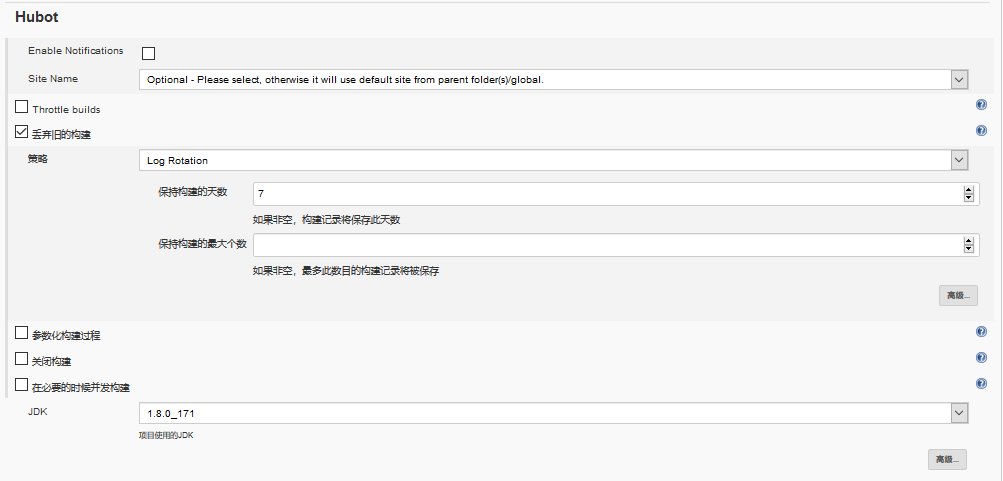 Hubot
Enable Notifications
Site Name
Optional - Please select, otherwise it will use default site from parent folder(s)/global.
Throttle builds
丢弃旧的构建
策略
Log Rotation
保持构建的天数
7
如果非空，构建记录将保存此天数
保持构建的最大个数
如果非空，最多此数目的构建记录将被保存
高级...
参数化构建过程
关闭构建
在必要的时候并发构建
JDK
1.8.0_171
项目使用的JDK
高级...